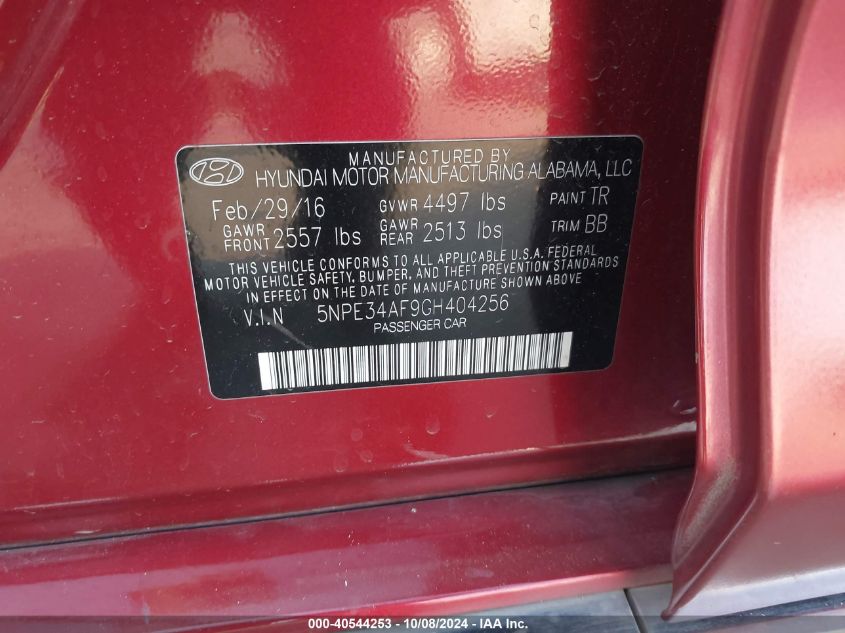 MANUFACTURED BY
HYUNDAI MOTOR MANUFACTURING ALABAMA, LLC
Feb/29/16 GVWR 4497 lbs PAINT TR
GAWR FRONT 2557 lbs GAWR REAR 2513 lbs TRIM BB
THIS VEHICLE CONFORMS TO ALL APPLICABLE U.S.A. FEDERAL
MOTOR VEHICLE SAFETY, BUMPER, AND THEFT PREVENTION STANDARDS
IN EFFECT ON THE DATE OF MANUFACTURE SHOWN ABOVE.
V.I.N 5NPE34AF9GH404256
PASSENGER CAR
000-40544253 - 10/08/2024 - IAA Inc.